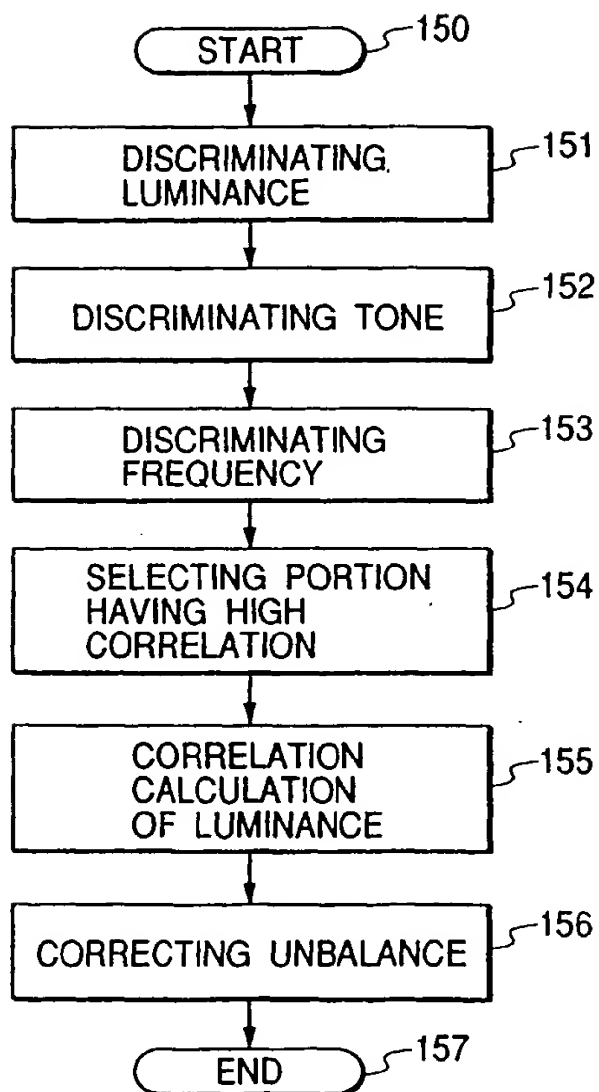 START
150
DISCRIMINATING
LUMINANCE
151
DISCRIMINATING TONE
152
DISCRIMINATING
FREQUENCY
153
SELECTING PORTION
HAVING HIGH
CORRELATION
154
CORRELATION
CALCULATION
OF LUMINANCE
155
CORRECTING UNBALANCE
156
END
157